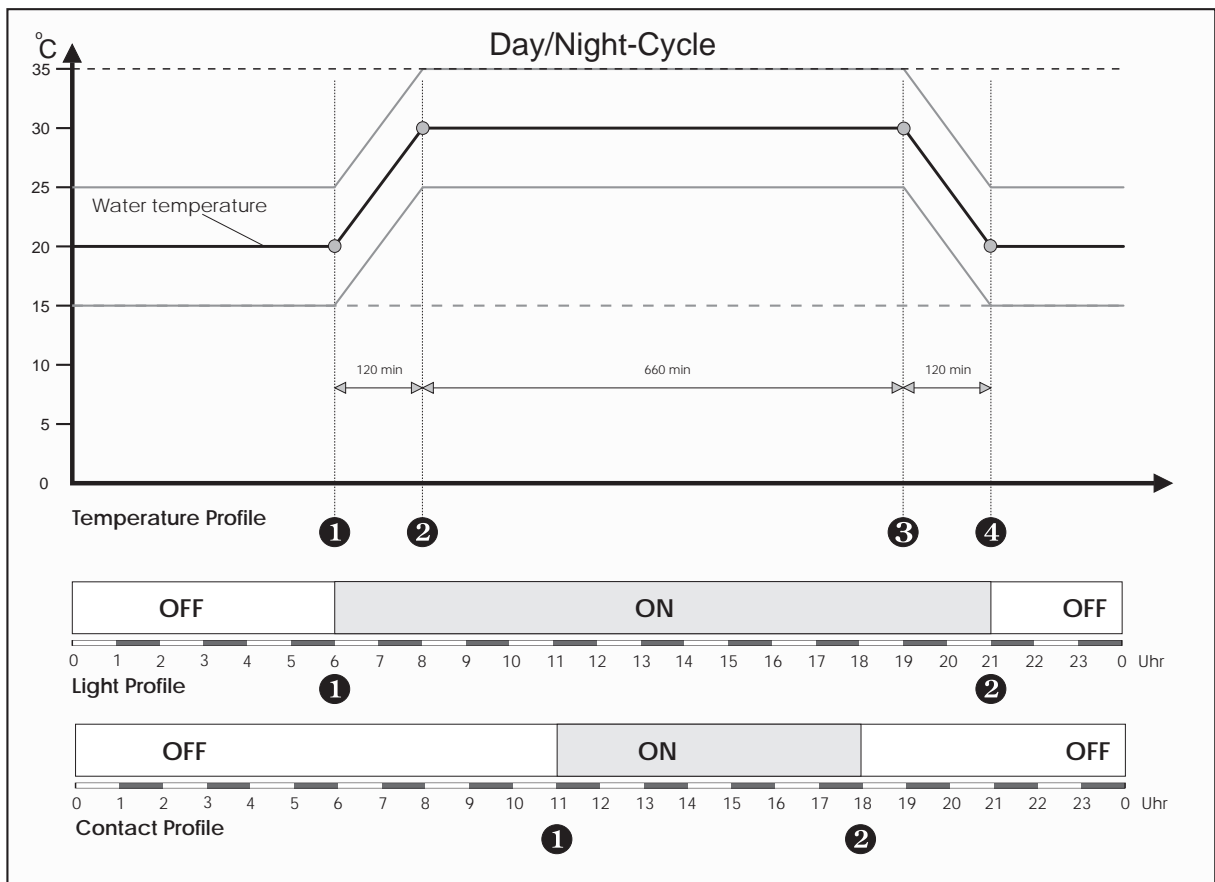 °C
Day/Night-Cycle
35
30
25
Water temperature
20
15
10
120 min 660 min 120 min
5
0
Temperature Profile
1 2 3 4
OFF ON OFF
0 1 2 3 4 5 6 7 8 9 10 11 12 13 14 15 16 17 18 19 20 21 22 23 0 Uhr
Light Profile
1 2
OFF ON OFF
0 1 2 3 4 5 6 7 8 9 10 11 12 13 14 15 16 17 18 19 20 21 22 23 0 Uhr
Contact Profile
1 2